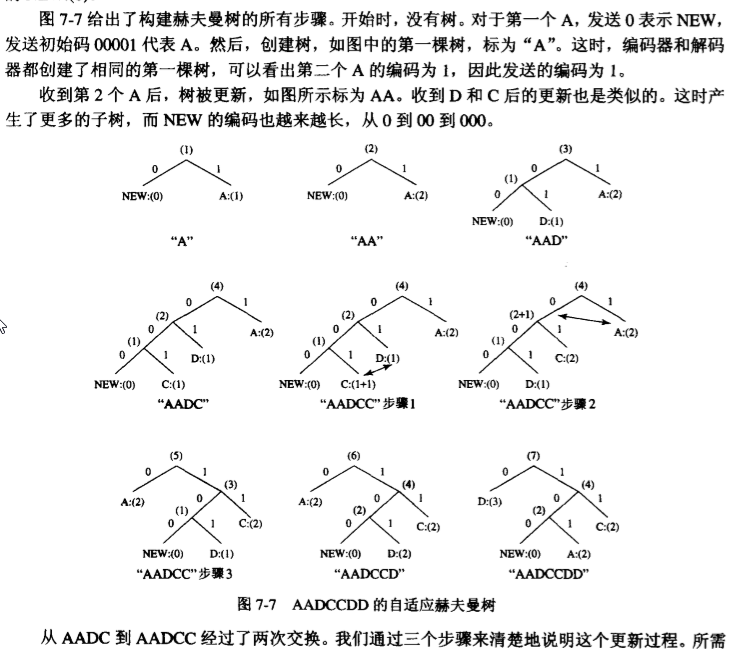 图 7-7 给出了构建赫夫曼树的所有步骤。开始时，没有树。对于第一个 A，发送 0 表示 NEW，
发送初始码 00001 代表 A。然后，创建树，如图中的第一棵树，标为“A”。这时，编码器和解码
器都创建了相同的第一棵树，可以看出第二个 A 的编码为 1，因此发送的编码为 1。
收到第 2 个 A 后，树被更新，如图所示标为 AA。收到 D 和 C 后的更新也是类似的。这时产
生了更多的子树，而 NEW 的编码也越来越长，从 0 到 00 到 000。
(1)
0 1
NEW:(0) A:(1)
“A”
(2)
0 1
NEW:(0) A:(2)
“AA”
(3)
0 1
(1) A:(2)
0 1
NEW:(0) D:(1)
“AAD”
(4)
0 1
(2) A:(2)
0 1
(1) D:(1)
0 1
NEW:(0) C:(1)
“AADC”
(4)
0 1
(2) A:(2)
0 1
(1) D:(1)
0 1
NEW:(0) C:(1+1)
“AADCC”步骤1
(4)
0 1
(2+1) A:(2)
0 1
(1) C:(2)
0 1
NEW:(0) D:(1)
“AADCC”步骤2
(5)
0 1
A:(2) (3)
0 1
(1) C:(2)
0 1
NEW:(0) D:(1)
“AADCC”步骤3
(6)
0 1
A:(2) (4)
0 1
(2) C:(2)
0 1
NEW:(0) D:(2)
“AADCCD”
(7)
0 1
D:(3) (4)
0 1
(2) C:(2)
0 1
NEW:(0) A:(2)
“AADCCDD”
图 7-7 AADCCDD 的自适应赫夫曼树
从 AADC 到 AADCC 经过了两次交换。我们通过三个步骤来清楚地说明这个更新过程。所需